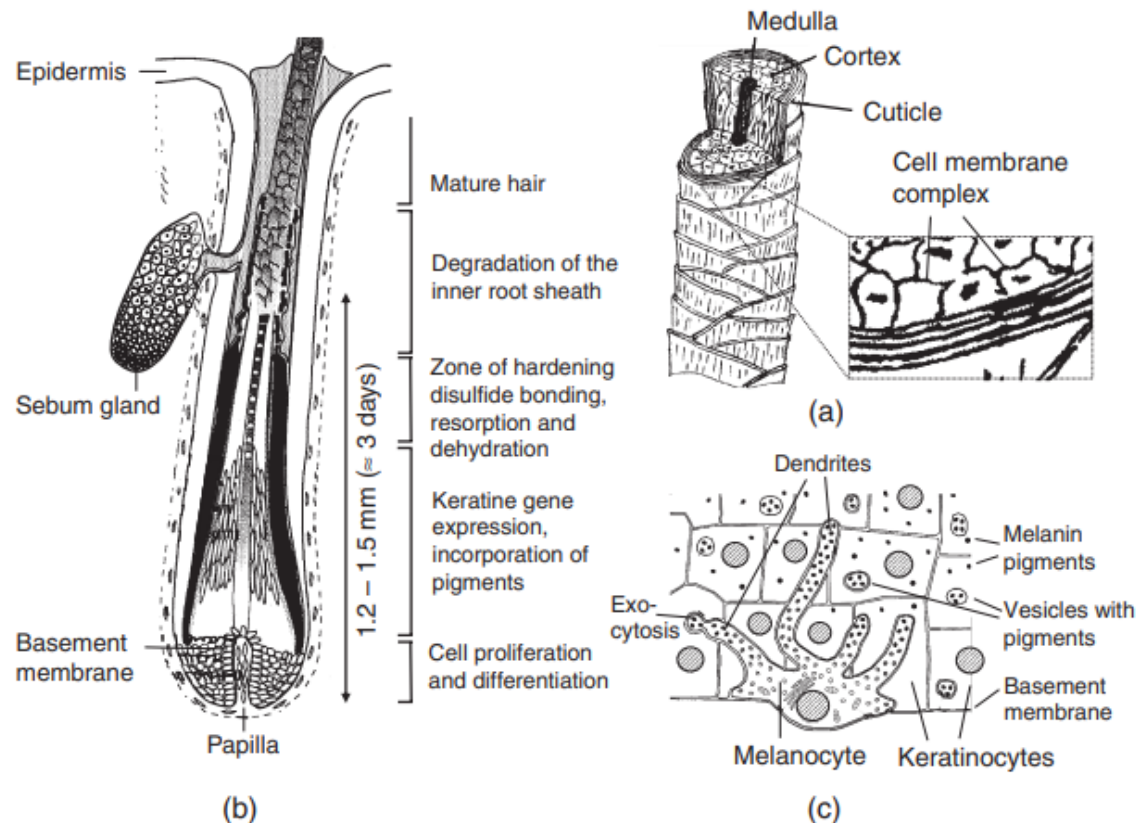 Epidermis
Sebum gland
Basement
membrane
Papilla
1.2 – 1.5 mm (≈ 3 days)
Mature hair
Degradation of the
inner root sheath
Zone of hardening
disulfide bonding,
resorption and
dehydration
Keratine gene
expression,
incorporation of
pigments
Cell proliferation
and differentiation
(b)
Medulla
Cortex
Cuticle
Cell membrane
complex
(a)
Dendrites
Melanin
pigments
Exo-
cytosis
Vesicles with
pigments
Basement
membrane
Melanocyte
Keratinocytes
(c)